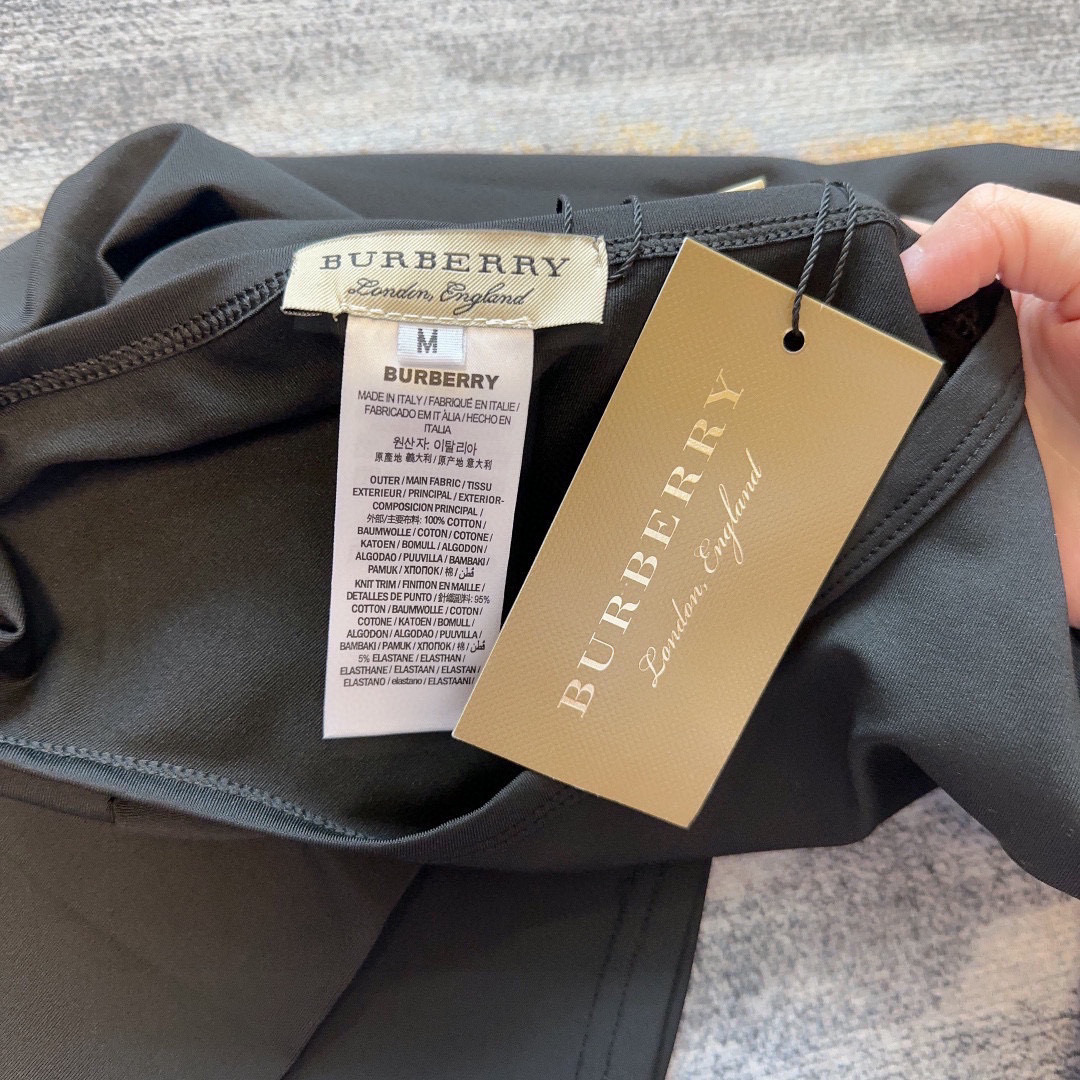 BURBERRY
London, England
M
BURBERRY
MADE IN ITALY / FABRIQUÉ EN ITALIE /
FABRICADO EM IT ÀLIA / HECHO EN
ITALIA
원산자: 이탈리아
原產地 義大利 / 原产地 意大利
OUTER / MAIN FABRIC / TISSU
EXTERIEUR / PRINCIPAL / EXTERIOR-
COMPOSICION PRINCIPAL /
外部/主要布料: 100% COTTON /
BAUMWOLLE / COTON / COTONE /
KATOEN / BOMULL / ALGODON /
ALGODAO / PUUVILLA / BAMBAKI /
PAMUK / ХЛОПОК / 棉 / قطن /
KNIT TRIM / FINITION EN MAILLE /
DETALLES DE PUNTO / 針織副料: 95%
COTTON / BAUMWOLLE / COTON /
COTONE / KATOEN / BOMULL /
ALGODON / ALGODAO / PUUVILLA /
BAMBAKI / PAMUK / ХЛОПОК / 棉 / قطن /
5% ELASTANE / ELASTHAN /
ELASTHANE / ELASTAAN / ELASTAN /
ELASTANO / elastano / ELASTAANI /
BURBERRY
London, England